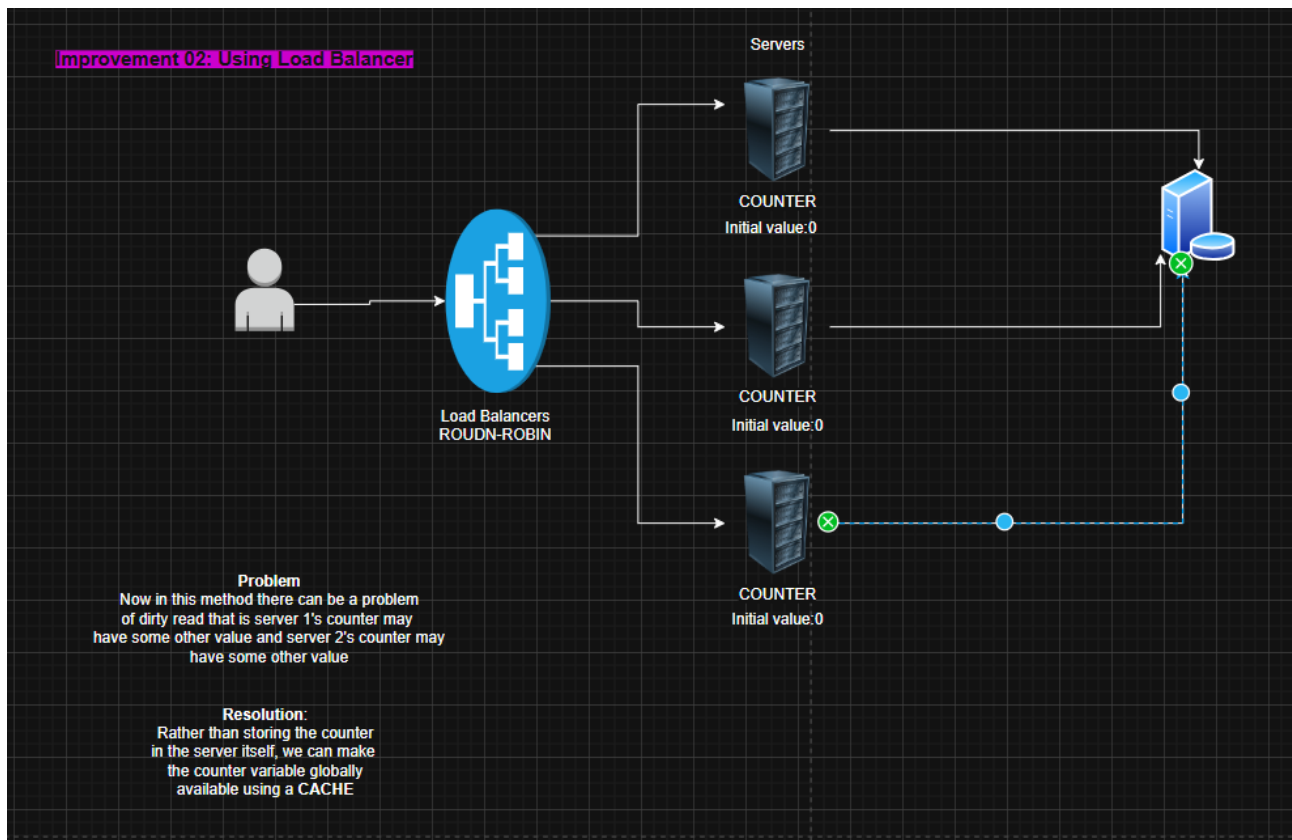 Improvement 02: Using Load Balancer
Servers
COUNTER
Initial value:0
Load Balancers
ROUDN-ROBIN
COUNTER
Initial value:0
COUNTER
Initial value:0
Problem
Now in this method there can be a problem
of dirty read that is server 1's counter may
have some other value and server 2's counter may
have some other value
Resolution:
Rather than storing the counter
in the server itself, we can make
the counter variable globally
available using a CACHE